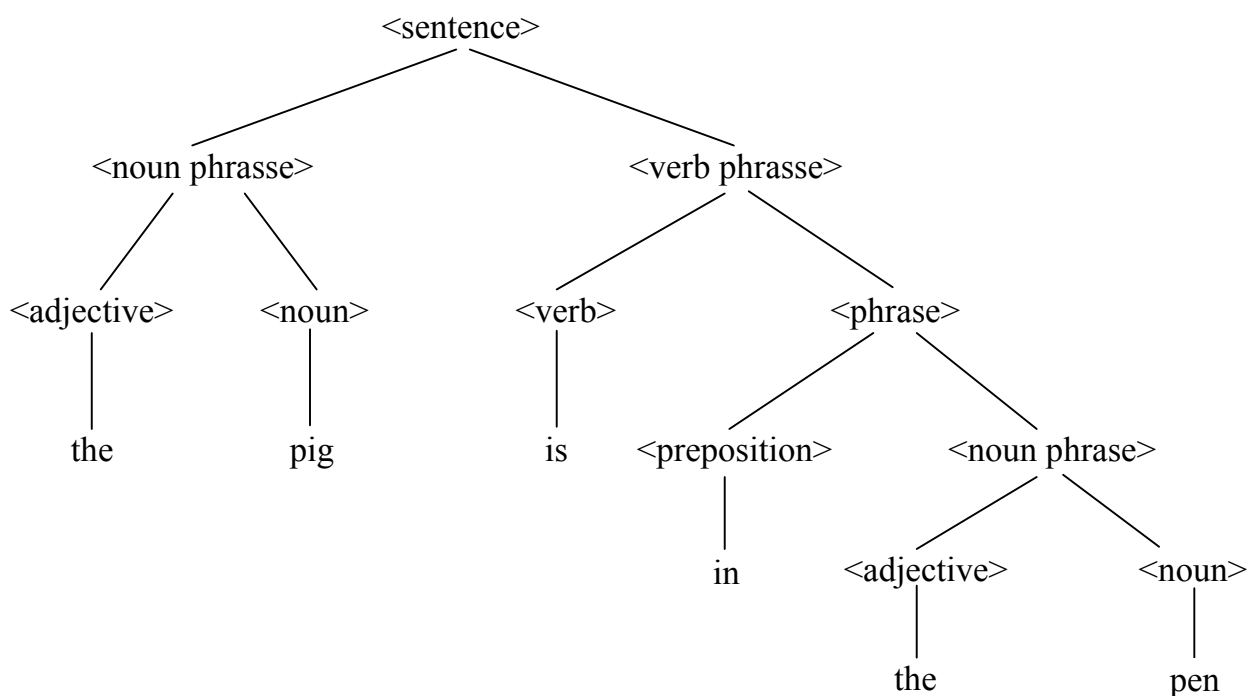 <sentence>
<noun phrasse> <verb phrasse>
<adjective> <noun> <verb> <phrase>
the pig is <preposition> <noun phrase>
in <adjective> <noun>
the pen